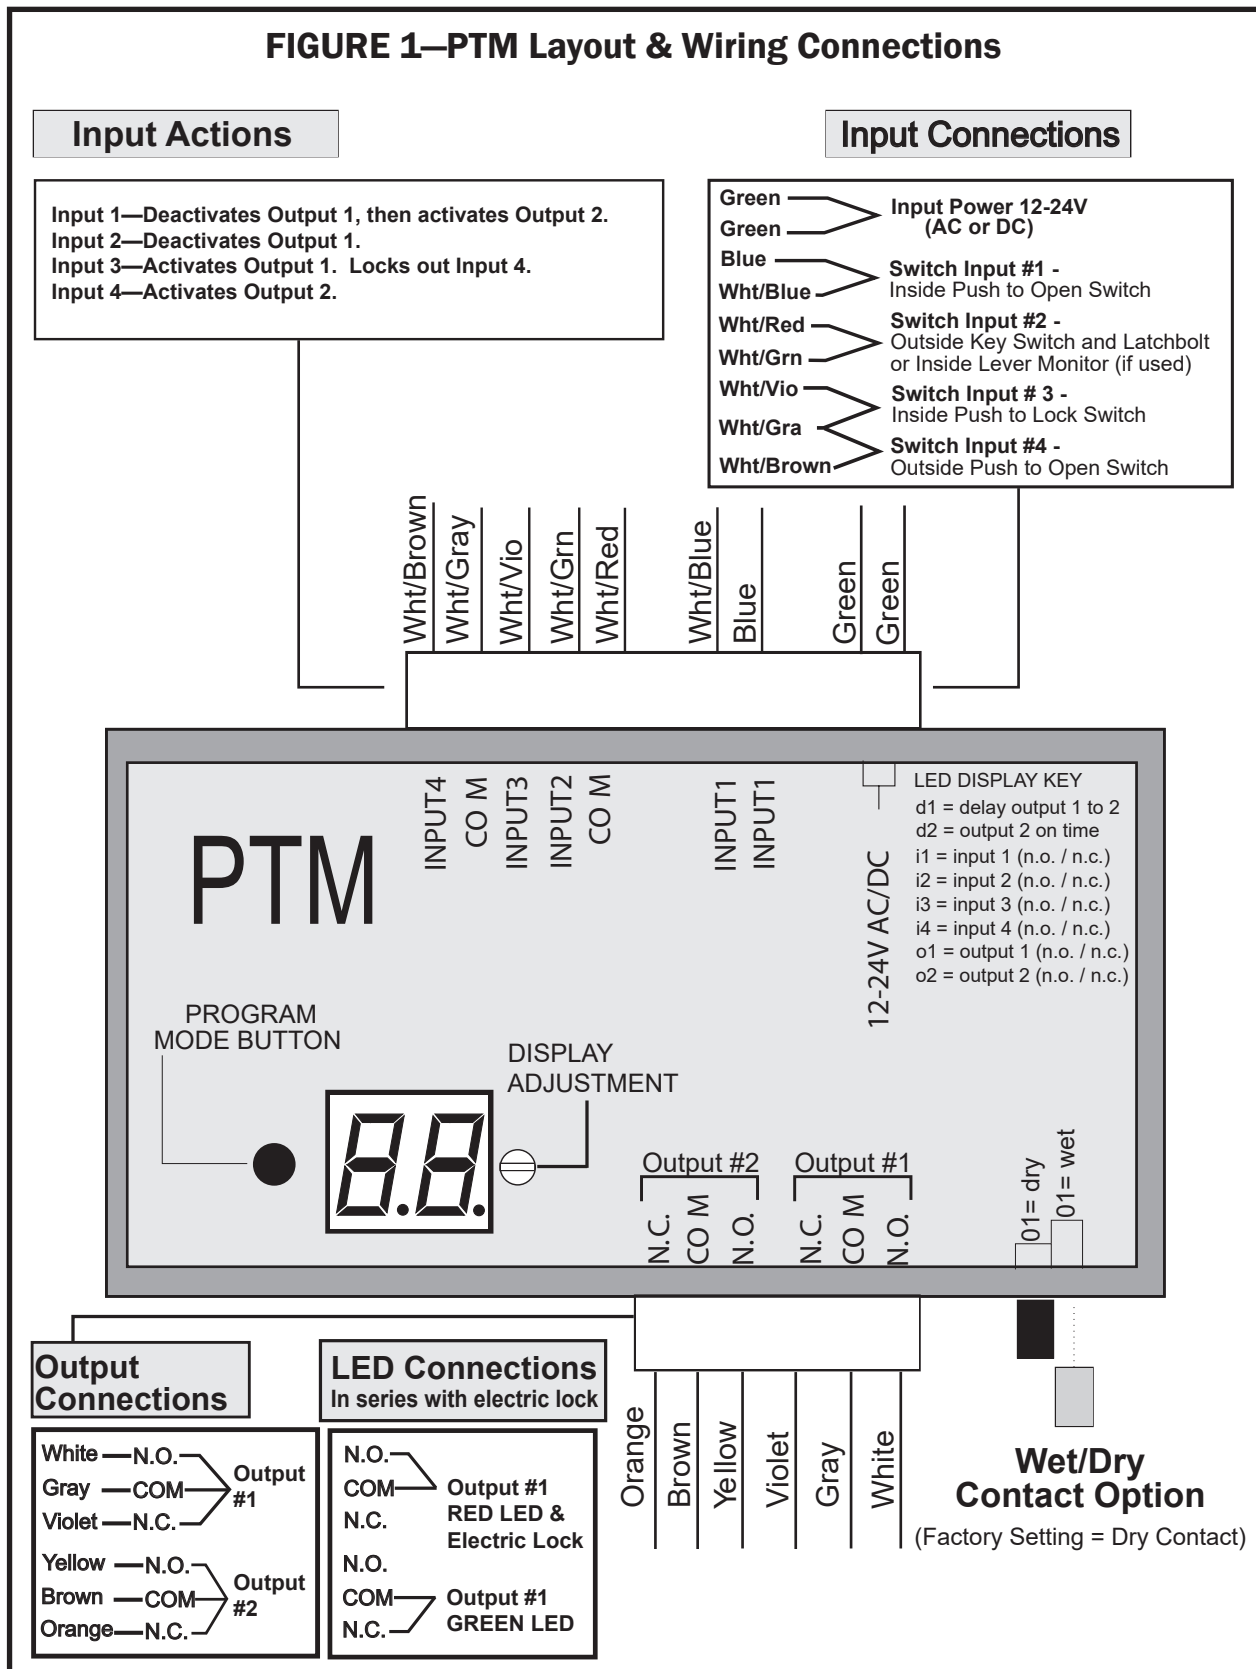 FIGURE 1—PTM Layout & Wiring Connections
Input Actions
Input 1—Deactivates Output 1, then activates Output 2.
Input 2—Deactivates Output 1.
Input 3—Activates Output 1.  Locks out Input 4.
Input 4—Activates Output 2.
Input Connections
Green
Green
Input Power 12-24V
(AC or DC)
Blue
Wht/Blue
Switch Input #1 -
Inside Push to Open Switch
Wht/Red
Wht/Grn
Switch Input #2 -
Outside Key Switch and Latchbolt
or Inside Lever Monitor (if used)
Wht/Vio
Wht/Gra
Wht/Brown
Switch Input # 3 -
Inside Push to Lock Switch
Switch Input #4 -
Outside Push to Open Switch
Wht/Brown
Wht/Gray
Wht/Vio
Wht/Grn
Wht/Red
Wht/Blue
Blue
Green
Green
INPUT4
CO M
INPUT3
INPUT2
CO M
INPUT1
INPUT1
12-24V AC/DC
LED DISPLAY KEY
d1 = delay output 1 to 2
d2 = output 2 on time
i1 = input 1 (n.o. / n.c.)
i2 = input 2 (n.o. / n.c.)
i3 = input 3 (n.o. / n.c.)
i4 = input 4 (n.o. / n.c.)
o1 = output 1 (n.o. / n.c.)
o2 = output 2 (n.o. / n.c.)
PTM
PROGRAM
MODE BUTTON
8.8.
DISPLAY
ADJUSTMENT
Output #2
N.C.
CO M
N.O.
Output #1
N.C.
CO M
N.O.
01= dry
01= wet
Output
Connections
White
N.O.
Gray
COM
Violet
N.C.
Output
#1
Yellow
N.O.
Brown
COM
Orange
N.C.
Output
#2
LED Connections
In series with electric lock
N.O.
COM
N.C.
Output #1
RED LED &
Electric Lock
N.O.
COM
N.C.
Output #1
GREEN LED
Orange
Brown
Yellow
Violet
Gray
White
Wet/Dry
Contact Option
(Factory Setting = Dry Contact)